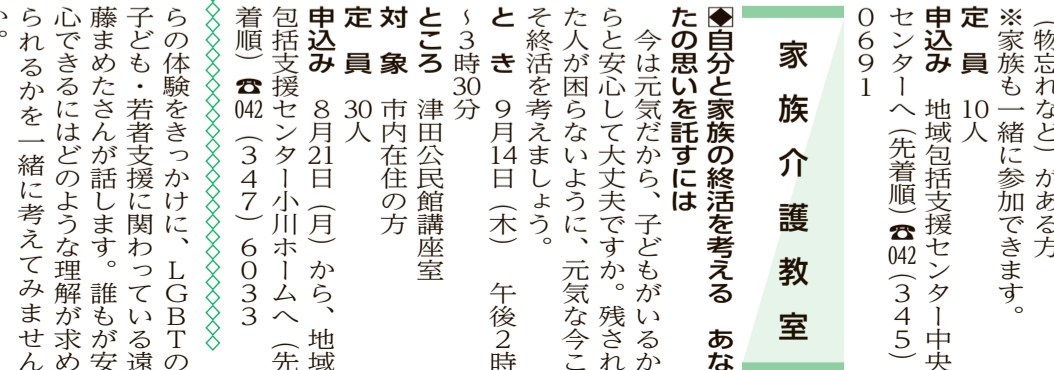 （物忘れなど）がある方
※家族も一緒に参加できます。
定　員　10人
申込み　地域包括支援センター中央
センターへ（先着順）☎042（345）
0691
家族介護教室
◆自分と家族の終活を考える　あな
たの思いを託すには
　今は元気だから、子どもがいるか
らと安心して大丈夫ですか。残され
た人が困らないように、元気な今こ
そ終活を考えましょう。
と　き　9月14日（木）　午後2時
～3時30分
ところ　津田公民館講座室
対　象　市内在住の方
定　員　30人
申込み　8月21日（月）から、地域
包括支援センター小川ホームへ（先
着順）☎042（347）6033
らの体験をきっかけに、LGBTの
子ども・若者支援に関わっている遠
藤まめたさんが話します。誰もが安
心できるにはどのような理解が求め
られるかを一緒に考えてみません
か。